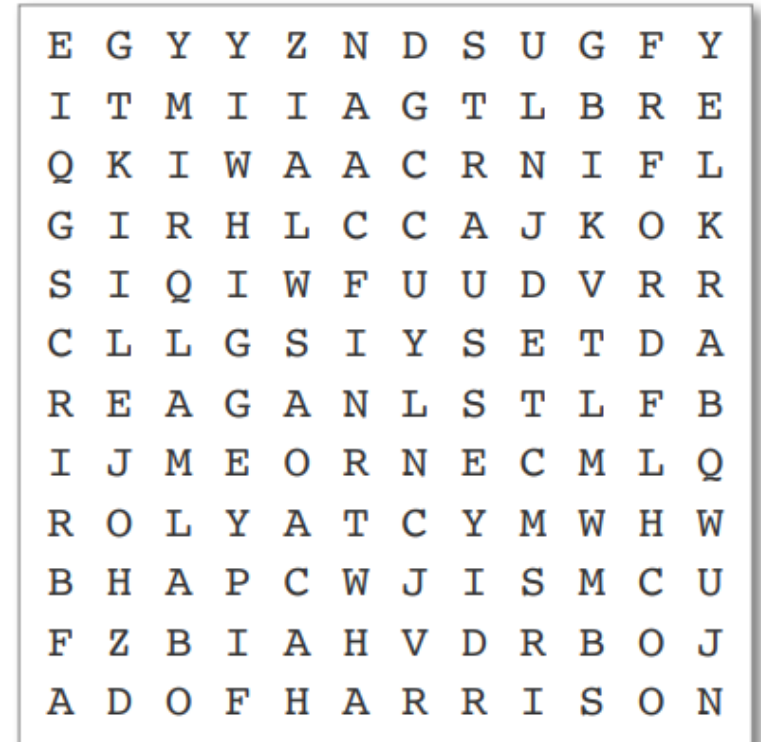 E G Y Y Z N D S U G F Y
I T M I I A G T L B R E
Q K I W A A C R N I F L
G I R H L C C A J K O K
S I Q I W F U U D V R R
C L L G S I Y S E T D A
R E A G A N L S T L F B
I J M E O R N E C M L Q
R O L Y A T C Y M W H W
B H A P C W J I S M C U
F Z B I A H V D R B O J
A D O F H A R R I S O N